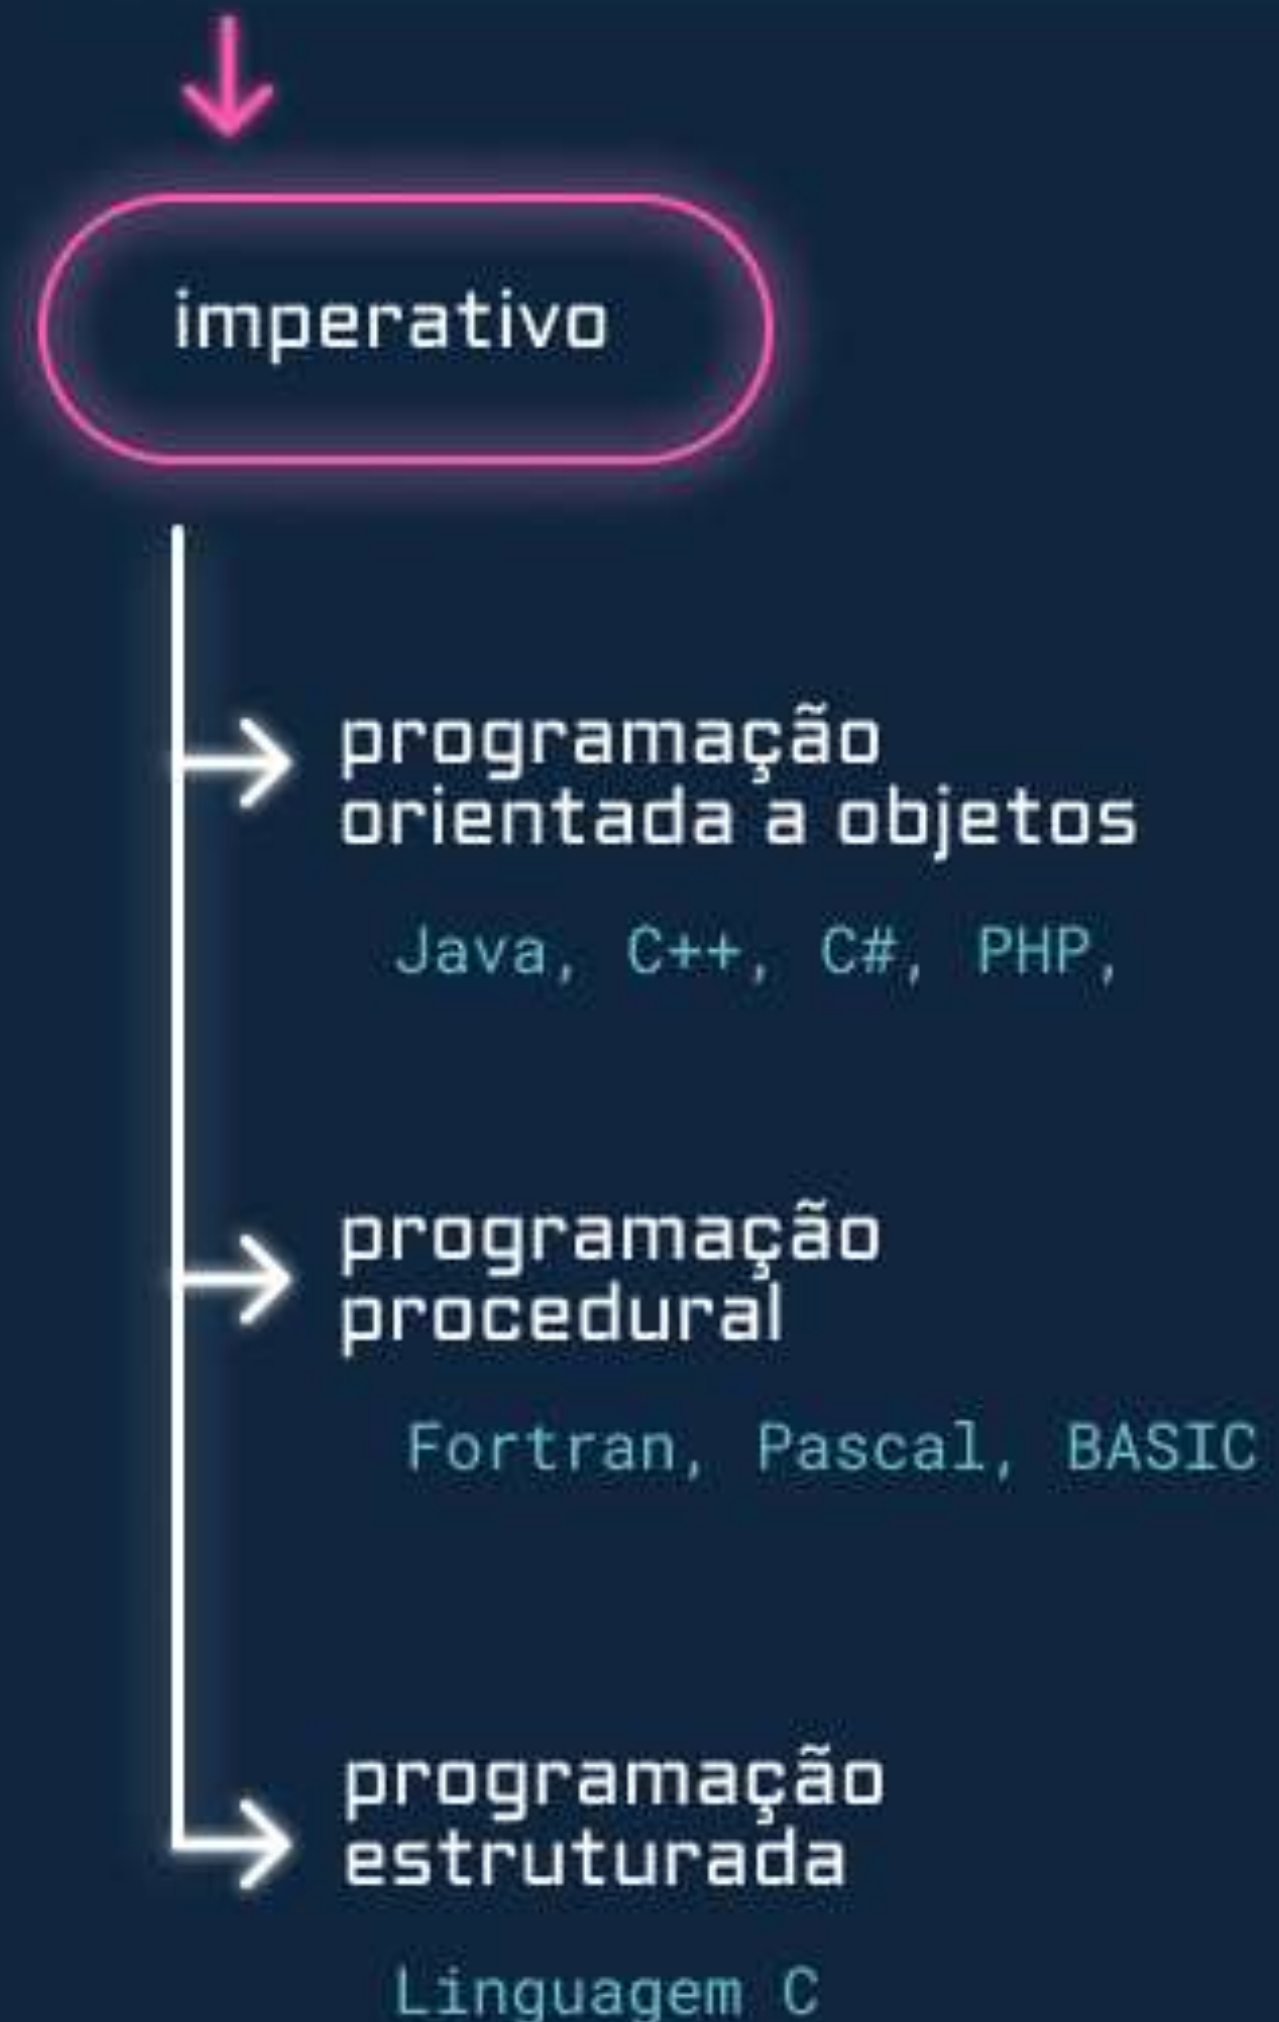 imperativo
programação
orientada a objetos
Java, C++, C#, PHP,
programação
procedural
Fortran, Pascal, BASIC
programação
estruturada
Linguagem C